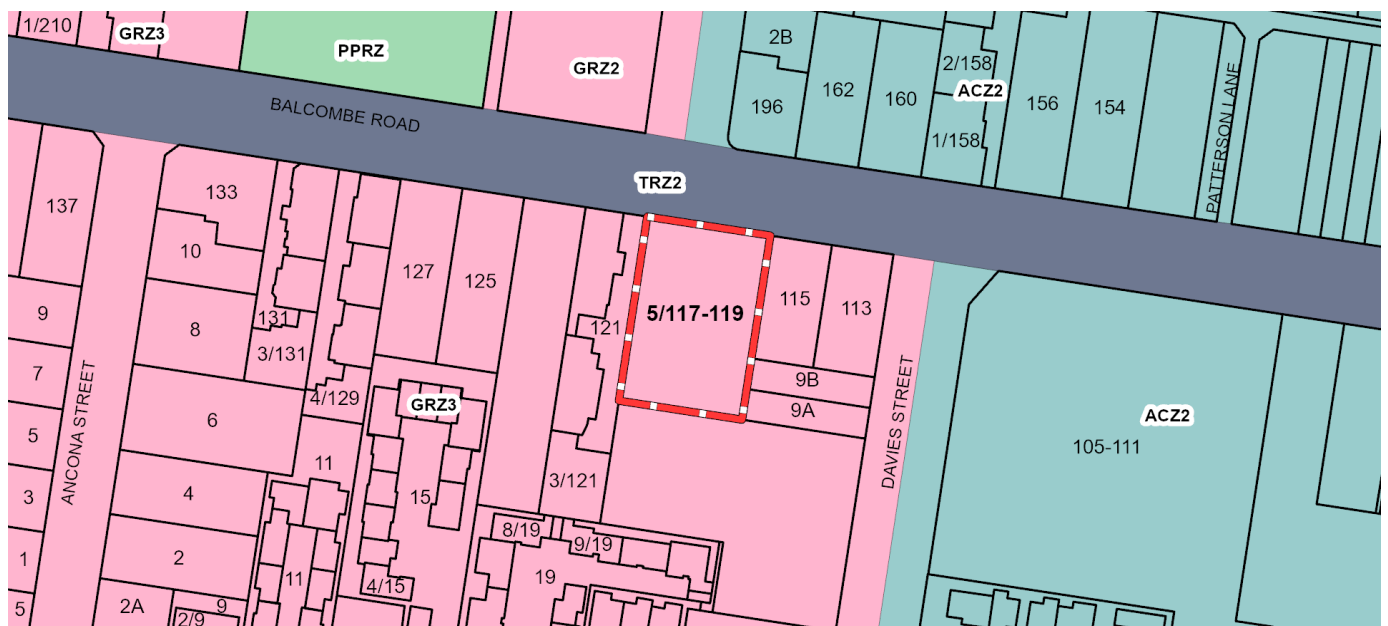 1/210
GRZ3
PPRZ
GRZ2
2B
2/158
ACZ2
196
162
160
1/158
156
154
PATTERSON LANE
BALCOMBE ROAD
TRZ2
137
133
10
127
125
9
8
131
3/131
121
5/117-119
115
113
7
4/129
GRZ3
9B
9A
5
6
ANCONA STREET
11
15
3/121
DAVIES STREET
ACZ2
105-111
3
4
1
2
8/19
9/19
11
4/15
19
5
2A
9
2/9